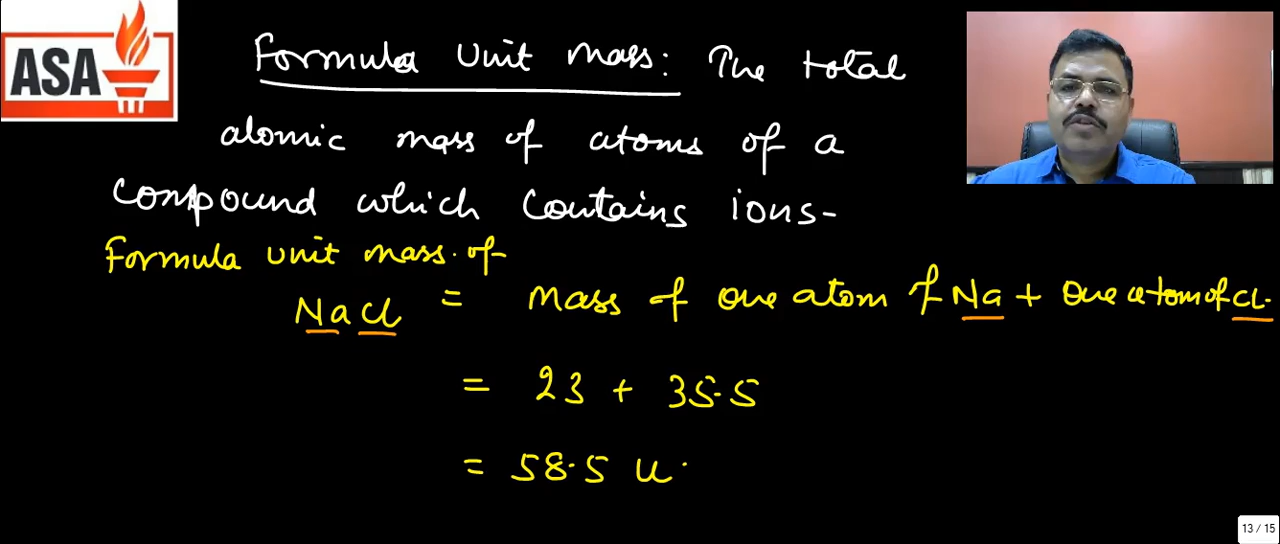 ASA
Formula Unit Mass: The total
atomic mass of atoms of a
compound which contains ions-
Formula unit mass. of-
NaCl = Mass of one atom of Na + One atom of Cl.
= 23 + 35.5
= 58.5 u.
13 / 15